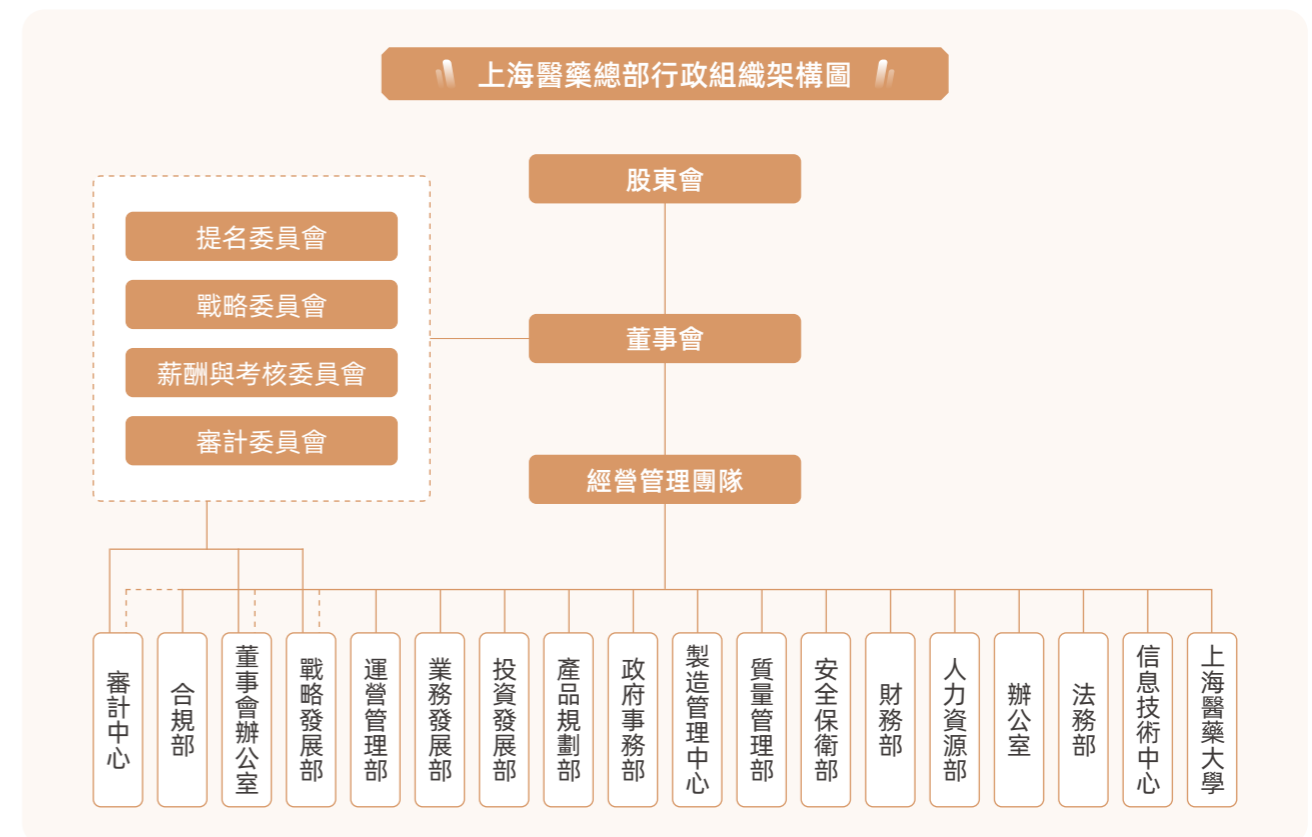 上海醫藥總部行政組織架構圖
股東會
提名委員會
戰略委員會
董事會
薪酬與考核委員會
審計委員會
經營管理團隊
審計中心
合規部
董事會辦公室
戰略發展部
運營管理部
業務發展部
投資發展部
產品規劃部
政府事務部
製造管理中心
質量管理部
安全保衛部
財務部
人力資源部
辦公室
法務部
信息技術中心
上海醫藥大學